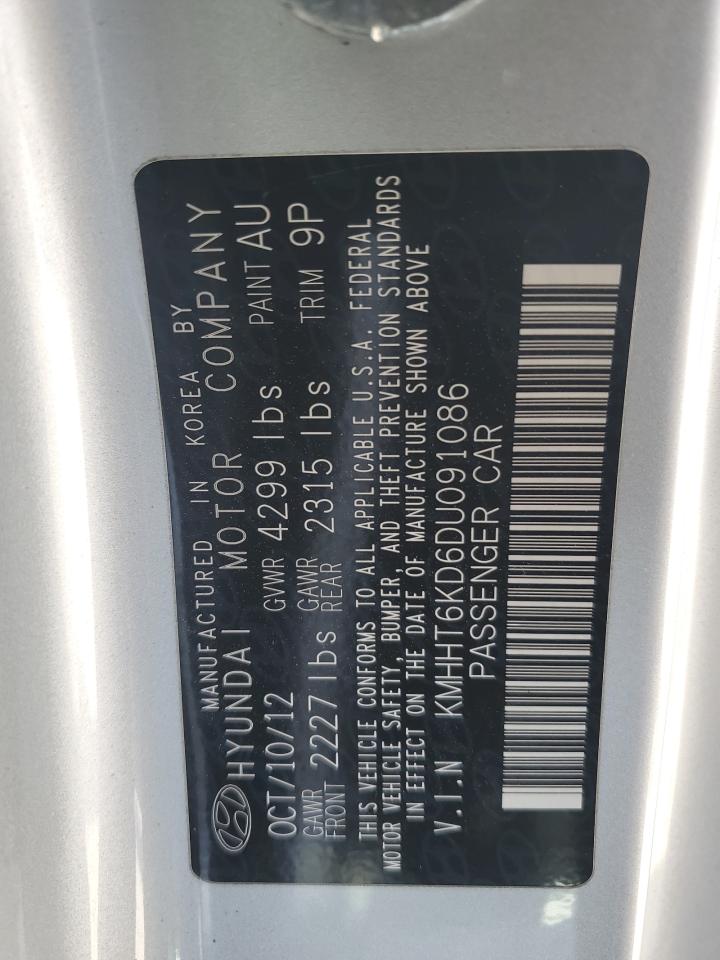 MANUFACTURED IN KOREA BY
HYUNDAI MOTOR COMPANY
OCT/10/12 GVWR 4299 lbs PAINT AU
GAWR FRONT 2227 lbs GAWR REAR 2315 lbs TRIM 9P
THIS VEHICLE CONFORMS TO ALL APPLICABLE U.S.A. FEDERAL
MOTOR VEHICLE SAFETY, BUMPER, AND THEFT PREVENTION STANDARDS
IN EFFECT ON THE DATE OF MANUFACTURE SHOWN ABOVE
V.I.N KMHHT6KD6DU091086
PASSENGER CAR